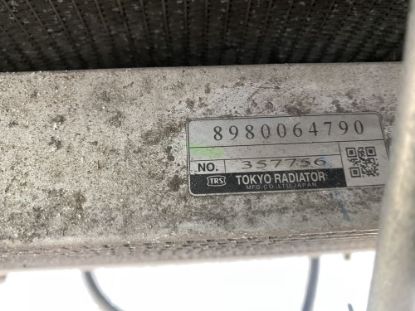 8980064790
NO. 357756
TRS TOKYO RADIATOR
MFG.CO.,LTD.JAPAN